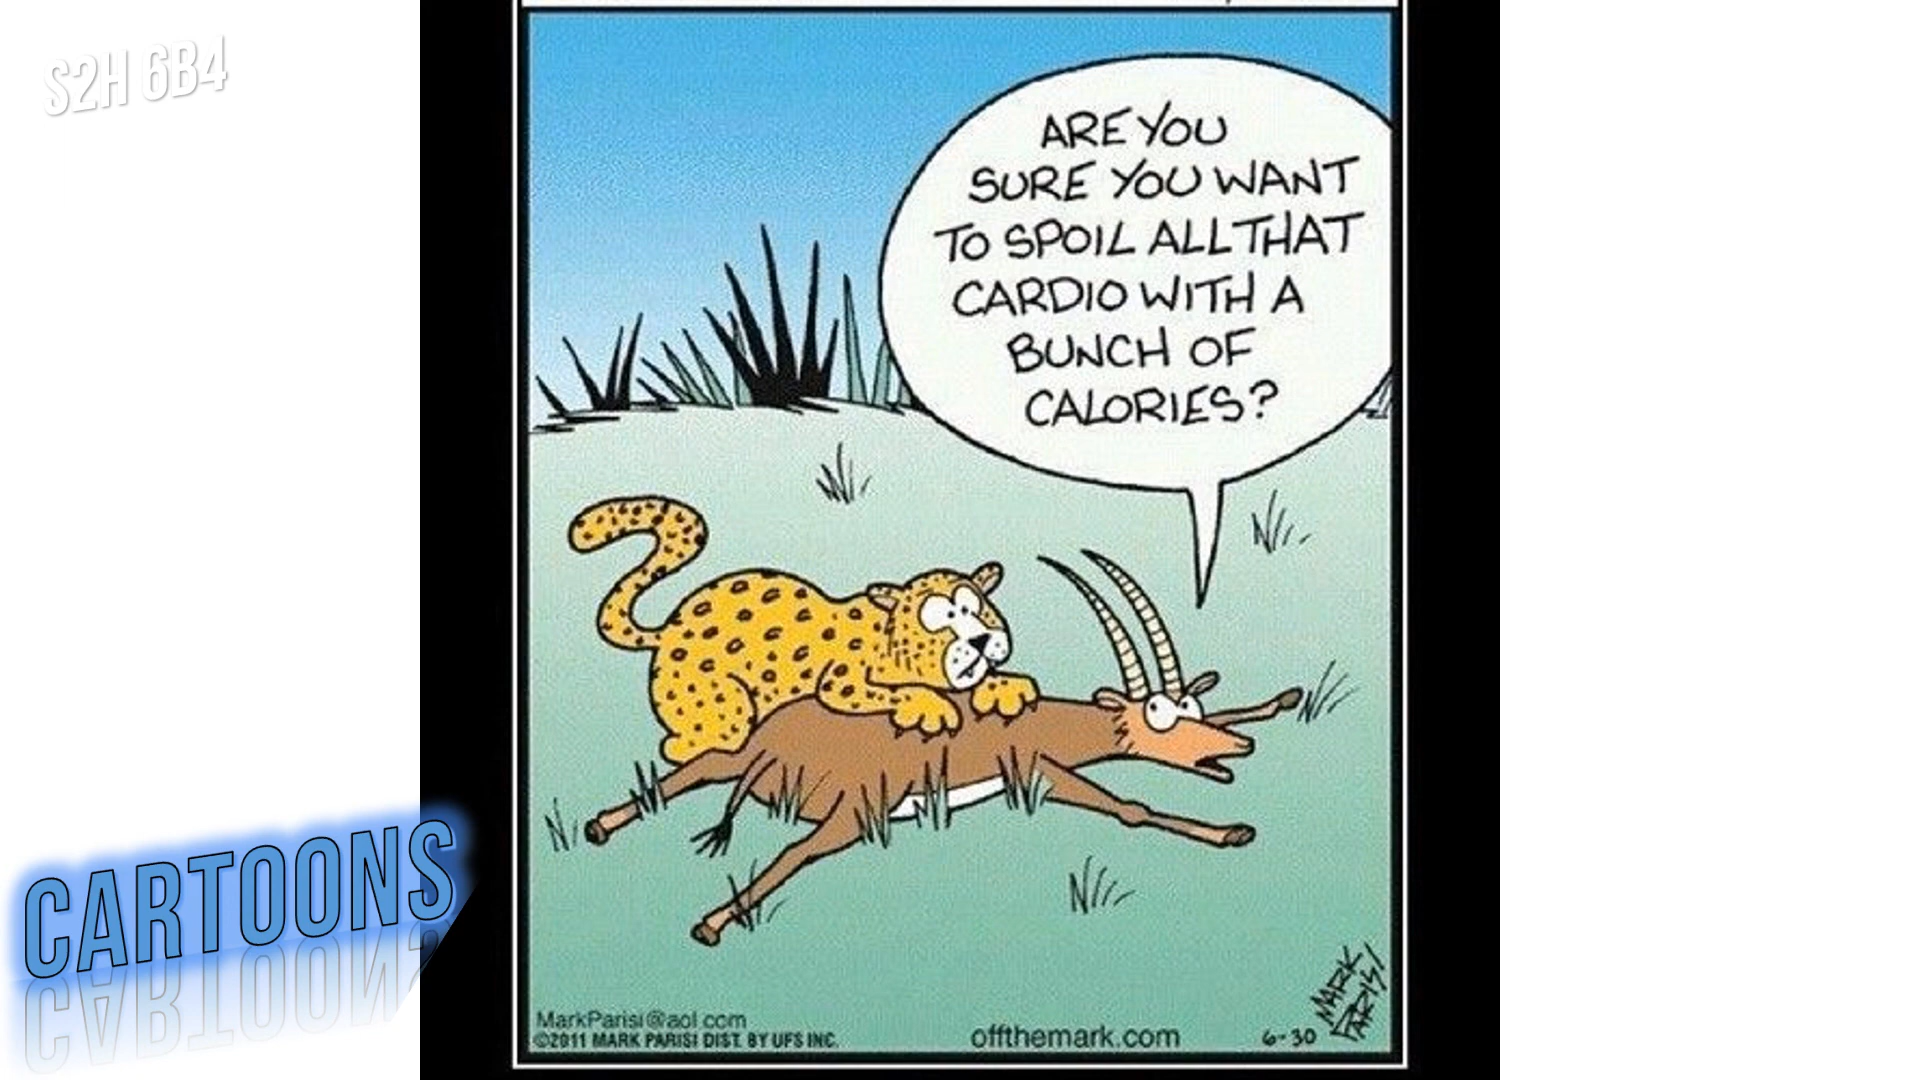 S2H 6B4
ARE YOU
SURE YOU WANT
TO SPOIL ALL THAT
CARDIO WITH A
BUNCH OF
CALORIES?
CARTOONS
MARK
PARISI
MarkParisi@aol.com
©2011 MARK PARISI DIST. BY UFS INC.
offthemark.com
6-30